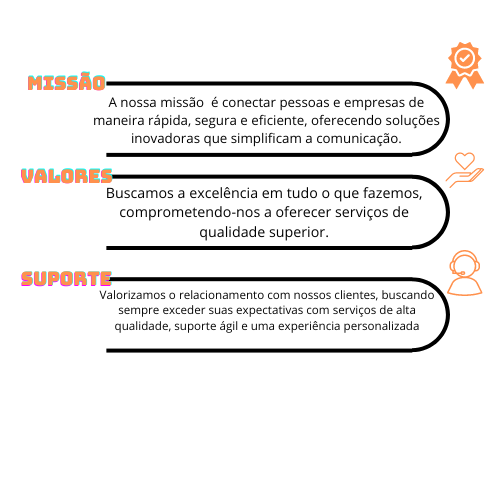 MISSÃO
A nossa missão é conectar pessoas e empresas de
maneira rápida, segura e eficiente, oferecendo soluções
inovadoras que simplificam a comunicação.
VALORES
Buscamos a excelência em tudo o que fazemos,
comprometendo-nos a oferecer serviços de
qualidade superior.
SUPORTE
Valorizamos o relacionamento com nossos clientes, buscando
sempre exceder suas expectativas com serviços de alta
qualidade, suporte ágil e uma experiência personalizada